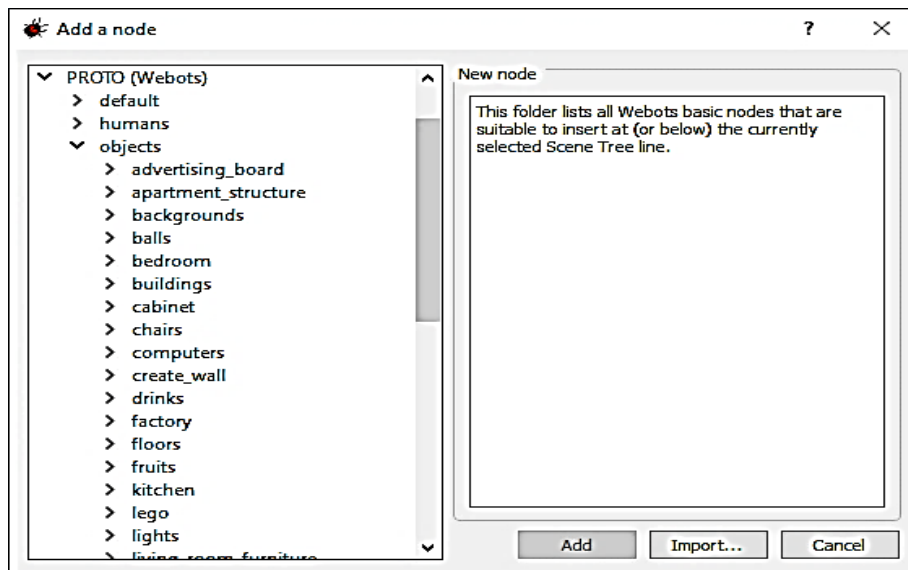 Add a node
?
PROTO (Webots)
default
humans
objects
advertising_board
apartment_structure
backgrounds
balls
bedroom
buildings
cabinet
chairs
computers
create_wall
drinks
factory
floors
fruits
kitchen
lego
lights
living_room_furniture
New node
This folder lists all Webots basic nodes that are
suitable to insert at (or below) the currently
selected Scene Tree line.
Add
Import...
Cancel